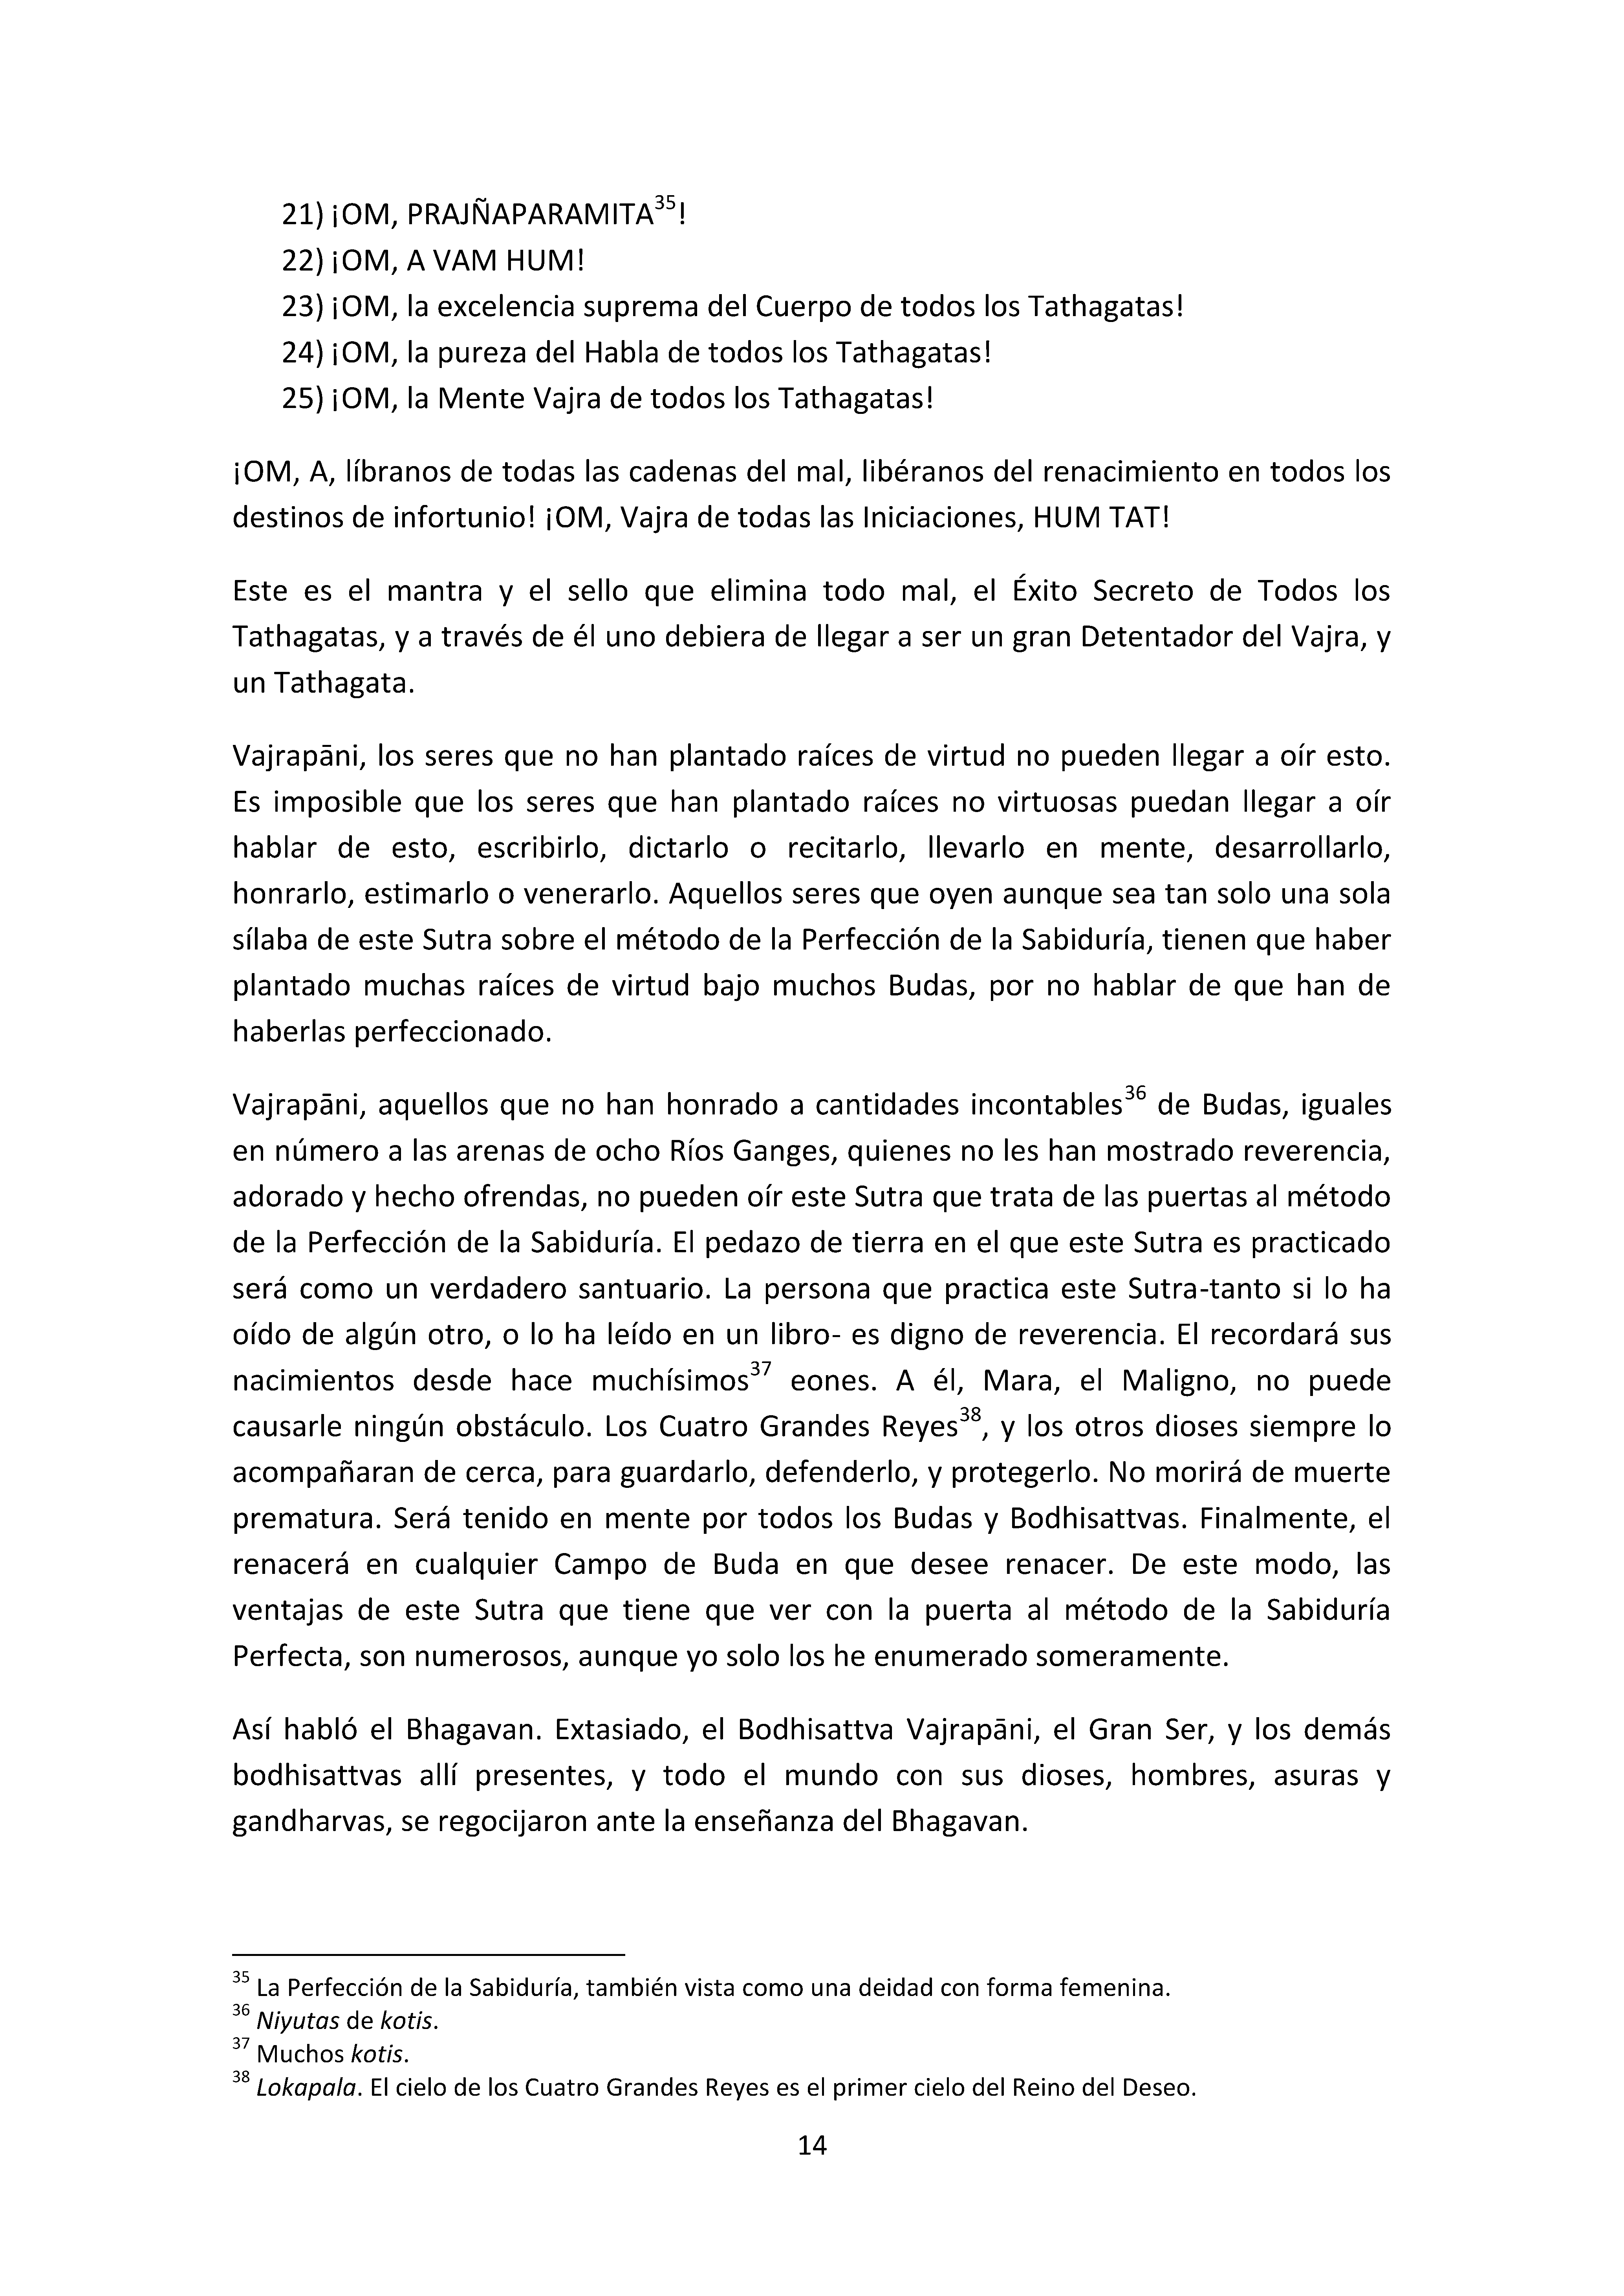 21) ¡OM, PRAJÑAPARAMITA35!
22) ¡OM, A VAM HUM!
23) ¡OM, la excelencia suprema del Cuerpo de todos los Tathagatas!
24) ¡OM, la pureza del Habla de todos los Tathagatas!
25) ¡OM, la Mente Vajra de todos los Tathagatas!
¡OM, A, líbranos de todas las cadenas del mal, libéranos del renacimiento en todos los
destinos de infortunio! ¡OM, Vajra de todas las Iniciaciones, HUM TAT!
Este es el mantra y el sello que elimina todo mal, el Éxito Secreto de Todos los
Tathagatas, y a través de él uno debiera de llegar a ser un gran Detentador del Vajra, y
un Tathagata.
Vajrapāni, los seres que no han plantado raíces de virtud no pueden llegar a oír esto.
Es imposible que los seres que han plantado raíces no virtuosas puedan llegar a oír
hablar de esto, escribirlo, dictarlo o recitarlo, llevarlo en mente, desarrollarlo,
honrarlo, estimarlo o venerarlo. Aquellos seres que oyen aunque sea tan solo una sola
sílaba de este Sutra sobre el método de la Perfección de la Sabiduría, tienen que haber
plantado muchas raíces de virtud bajo muchos Budas, por no hablar de que han de
haberlas perfeccionado.
Vajrapāni, aquellos que no han honrado a cantidades incontables36 de Budas, iguales
en número a las arenas de ocho Ríos Ganges, quienes no les han mostrado reverencia,
adorado y hecho ofrendas, no pueden oír este Sutra que trata de las puertas al método
de la Perfección de la Sabiduría. El pedazo de tierra en el que este Sutra es practicado
será como un verdadero santuario. La persona que practica este Sutra-tanto si lo ha
oído de algún otro, o lo ha leído en un libro- es digno de reverencia. El recordará sus
nacimientos desde hace muchísimos37 eones. A él, Mara, el Maligno, no puede
causarle ningún obstáculo. Los Cuatro Grandes Reyes38, y los otros dioses siempre lo
acompañaran de cerca, para guardarlo, defenderlo, y protegerlo. No morirá de muerte
prematura. Será tenido en mente por todos los Budas y Bodhisattvas. Finalmente, el
renacerá en cualquier Campo de Buda en que desee renacer. De este modo, las
ventajas de este Sutra que tiene que ver con la puerta al método de la Sabiduría
Perfecta, son numerosos, aunque yo solo los he enumerado someramente.
Así habló el Bhagavan. Extasiado, el Bodhisattva Vajrapāni, el Gran Ser, y los demás
bodhisattvas allí presentes, y todo el mundo con sus dioses, hombres, asuras y
gandharvas, se regocijaron ante la enseñanza del Bhagavan.
35 La Perfección de la Sabiduría, también vista como una deidad con forma femenina.
36 Niyutas de kotis.
37 Muchos kotis.
38 Lokapala. El cielo de los Cuatro Grandes Reyes es el primer cielo del Reino del Deseo.
14